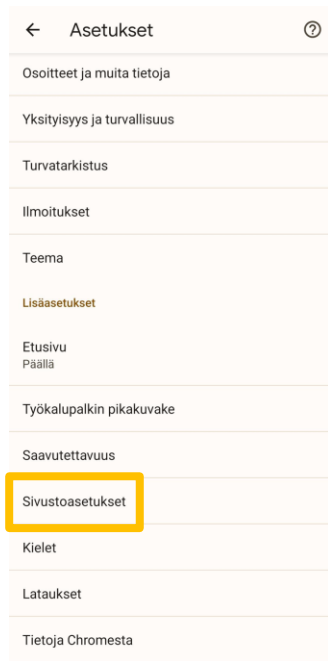 Asetukset
Osoitteet ja muita tietoja
Yksityisyys ja turvallisuus
Turvatarkistus
Ilmoitukset
Teema
Lisäasetukset
Etusivu
Päällä
Työkalupalkin pikakuvake
Saavutettavuus
Sivustoasetukset
Kielet
Lataukset
Tietoja Chromesta